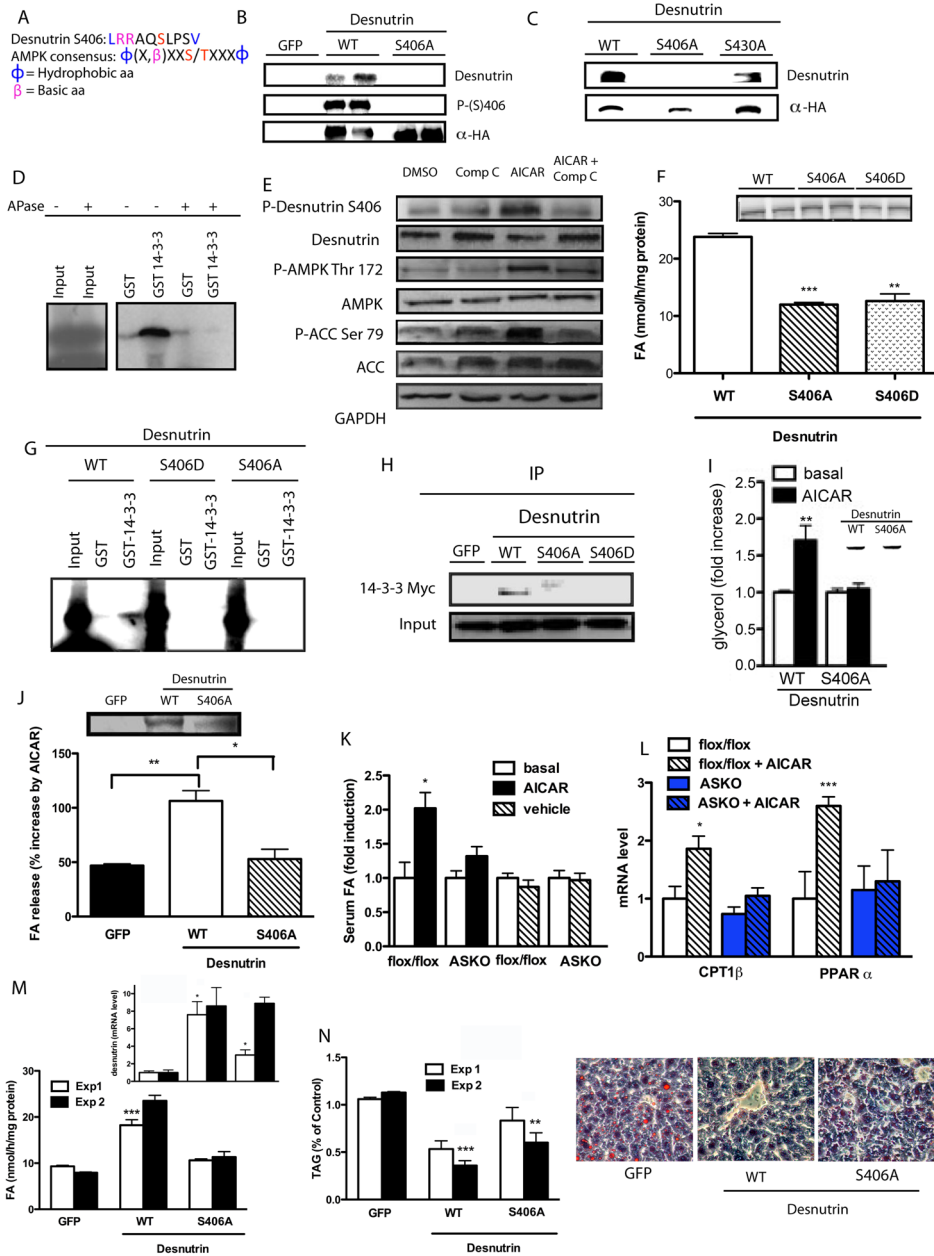 A
Desnutrin S406: LRRAQSLPSV
AMPK consensus: ϕ(X,β)XXS/TXXXϕ
ϕ = Hydrophobic aa
β = Basic aa
B
Desnutrin
GFP WT S406A
Desnutrin
P-(S)406
α-HA
C
Desnutrin
WT S406A S430A
Desnutrin
α-HA
D
APase - + - - + +
Input Input GST GST 14-3-3 GST GST 14-3-3
E
DMSO Comp C AICAR AICAR + Comp C
P-Desnutrin S406
Desnutrin
P-AMPK Thr 172
AMPK
P-ACC Ser 79
ACC
GAPDH
F
WT S406A S406D
FA (nmol/h/mg protein)
30
20
10
0
*** **
WT S406A S406D
Desnutrin
G
Desnutrin
WT S406D S406A
Input GST GST-14-3-3 Input GST GST-14-3-3 Input GST GST-14-3-3
H
IP
Desnutrin
GFP WT S406A S406D
14-3-3 Myc
Input
I
basal
AICAR
Desnutrin
WT S406A
glycerol (fold increase)
2.5
2.0
1.5
1.0
0.0
**
WT S406A
Desnutrin
J
Desnutrin
GFP WT S406A
FA release (% increase by AICAR)
150
100
50
0
** *
GFP WT S406A
Desnutrin
K
basal
AICAR
vehicle
Serum FA (fold induction)
2.5
2.0
1.5
1.0
0.5
0.0
*
flox/flox ASKO flox/flox ASKO
L
flox/flox
flox/flox + AICAR
ASKO
ASKO + AICAR
mRNA level
3
2
1
0
* ***
CPT1β PPAR α
M
desnutrin (mRNA level)
10
8
6
4
2
0
* *
Exp1
Exp 2
FA (nmol/h/mg protein)
30
20
10
0
***
GFP WT S406A
Desnutrin
N
Exp 1
Exp 2
TAG (% of Control)
1.5
1.0
0.5
0.0
*** **
GFP WT S406A
Desnutrin
GFP WT S406A
Desnutrin